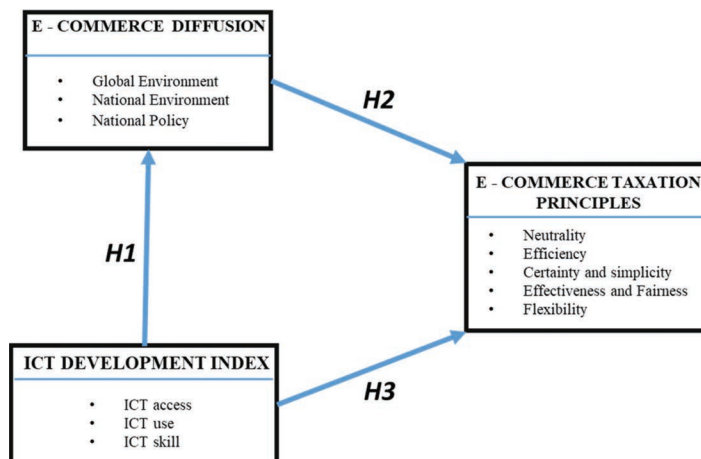 E - COMMERCE DIFFUSION
• Global Environment
• National Environment
• National Policy
H2
E - COMMERCE TAXATION
PRINCIPLES
• Neutrality
• Efficiency
• Certainty and simplicity
• Effectiveness and Fairness
• Flexibility
H1
ICT DEVELOPMENT INDEX
• ICT access
• ICT use
• ICT skill
H3